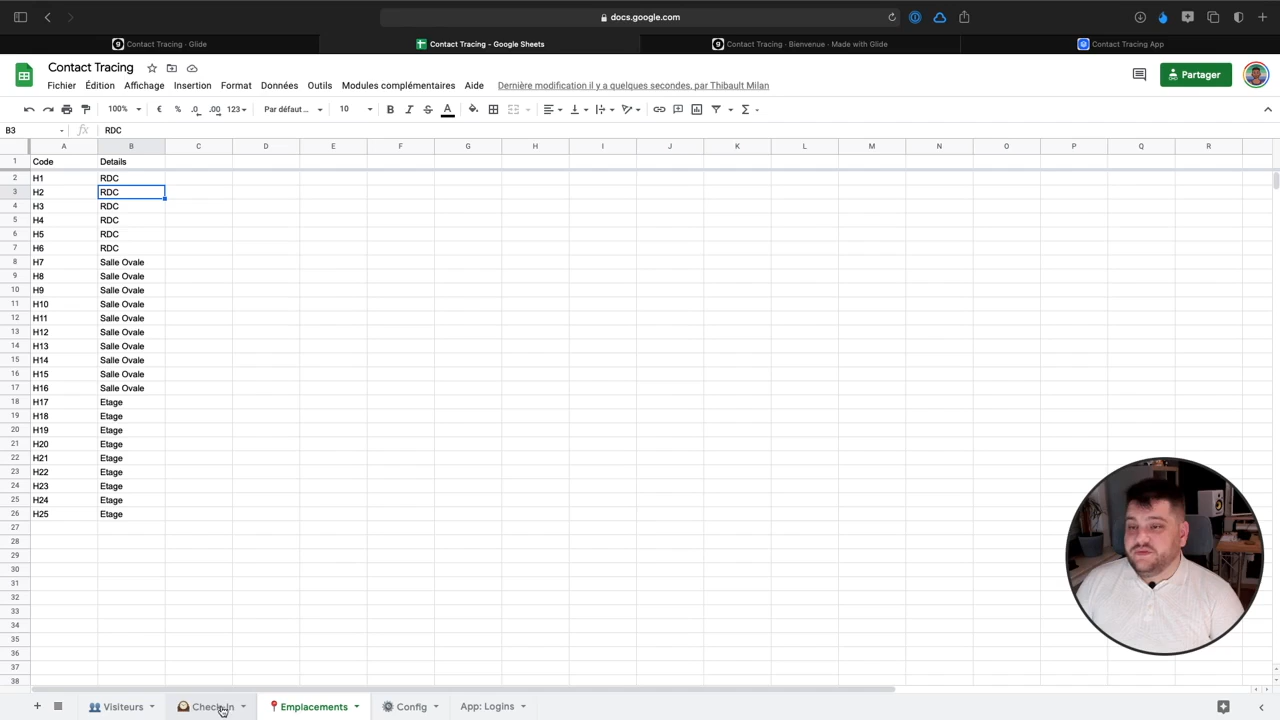 docs.google.com
Contact Tracing - Glide
Contact Tracing - Google Sheets
Contact Tracing · Bienvenue - Made with Glide
Contact Tracing App
Contact Tracing
Partager
Fichier Édition Affichage Insertion Format Données Outils Modules complémentaires Aide Dernière modification il y a quelques secondes, par Thibault Milan
100% € % .0 .00 123 Par défaut ... 10 B I S A
B3 fx RDC
A B C D E F G H I J K L M N O P Q R
1 Code Details
2 H1 RDC
3 H2 RDC
4 H3 RDC
5 H4 RDC
6 H5 RDC
7 H6 RDC
8 H7 Salle Ovale
9 H8 Salle Ovale
10 H9 Salle Ovale
11 H10 Salle Ovale
12 H11 Salle Ovale
13 H12 Salle Ovale
14 H13 Salle Ovale
15 H14 Salle Ovale
16 H15 Salle Ovale
17 H16 Salle Ovale
18 H17 Etage
19 H18 Etage
20 H19 Etage
21 H20 Etage
22 H21 Etage
23 H22 Etage
24 H23 Etage
25 H24 Etage
26 H25 Etage
27
28
29
30
31
32
33
34
35
36
37
38
Visiteurs Check-in Emplacements Config App: Logins